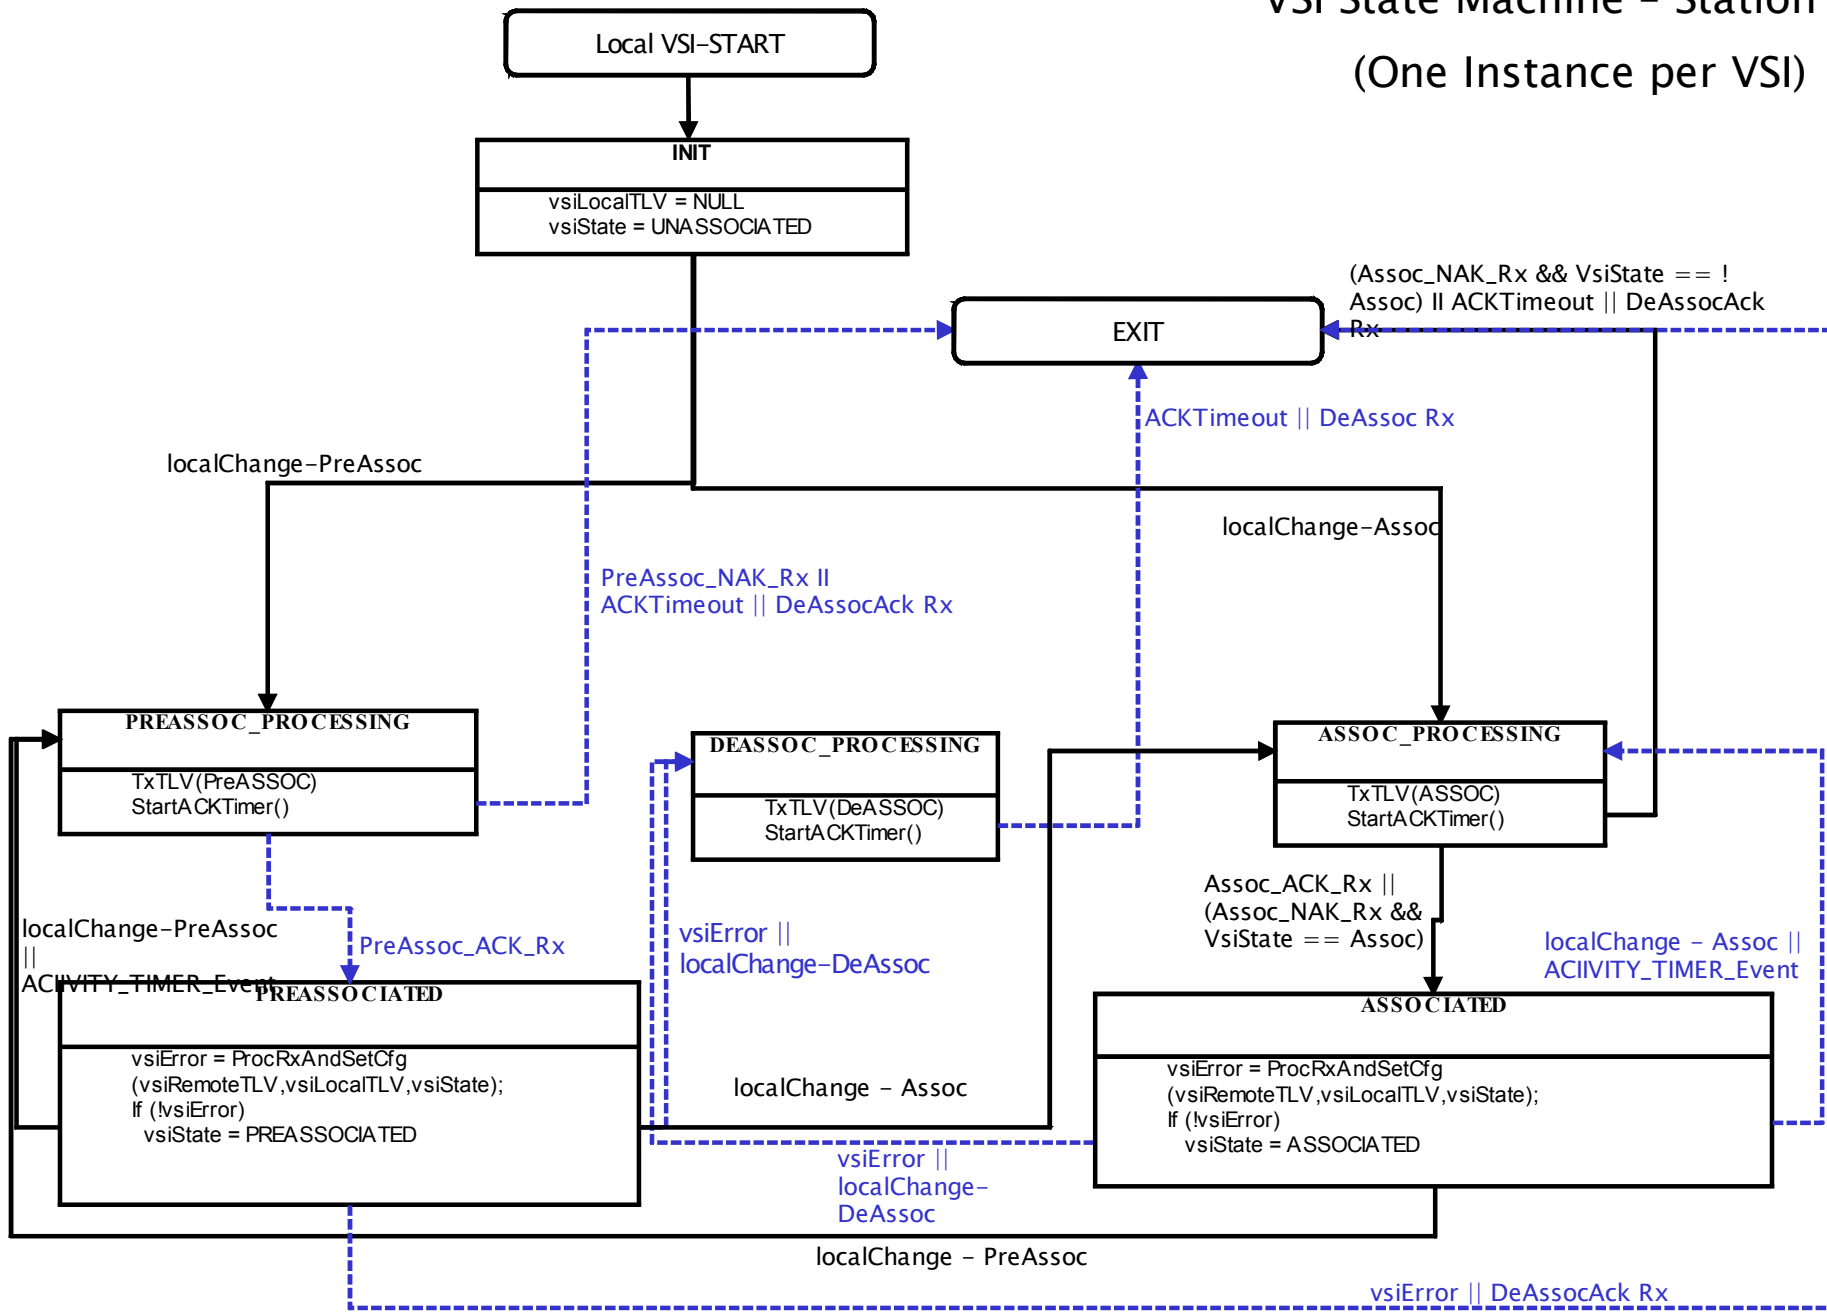 VSI State Machine – Station
(One Instance per VSI)
Local VSI-START
INIT
vsiLocalTLV = NULL
vsiState = UNASSOCIATED
(Assoc_NAK_Rx && VsiState == !
Assoc) II ACKTimeout || DeAssocAck
Rx
EXIT
ACKTimeout || DeAssoc Rx
localChange-PreAssoc
localChange-Assoc
PreAssoc_NAK_Rx II
ACKTimeout || DeAssocAck Rx
PREASSOC_PROCESSING
TxTLV(PreASSOC)
StartACKTimer()
DEASSOC_PROCESSING
TxTLV(DeASSOC)
StartACKTimer()
ASSOC_PROCESSING
TxTLV(ASSOC)
StartACKTimer()
Assoc_ACK_Rx ||
(Assoc_NAK_Rx &&
VsiState == Assoc)
localChange-PreAssoc
||
ACIIVITY_TIMER_Event
PreAssoc_ACK_Rx
vsiError ||
localChange-DeAssoc
localChange – Assoc ||
ACIIVITY_TIMER_Event
PREASSOCIATED
vsiError = ProcRxAndSetCfg
(vsiRemoteTLV,vsiLocalTLV,vsiState);
If (!vsiError)
vsiState = PREASSOCIATED
localChange – Assoc
ASSOCIATED
vsiError = ProcRxAndSetCfg
(vsiRemoteTLV,vsiLocalTLV,vsiState);
If (!vsiError)
vsiState = ASSOCIATED
vsiError ||
localChange-
DeAssoc
localChange – PreAssoc
vsiError || DeAssocAck Rx